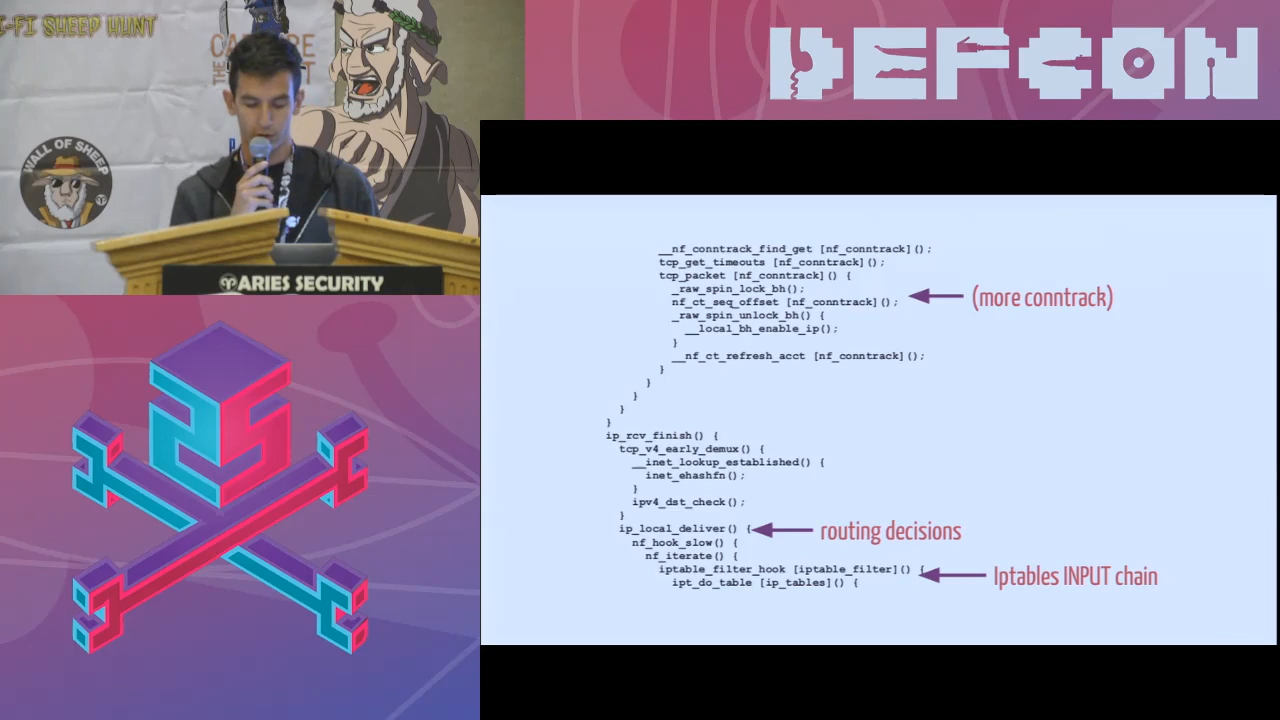 I-FI SHEEP HUNT
CAPTURE
THE
WALL OF SHEEP
ARIES SECURITY
DEFCON
25
__nf_conntrack_find_get [nf_conntrack]();
tcp_get_timeouts [nf_conntrack]();
tcp_packet [nf_conntrack]() {
_raw_spin_lock_bh();
nf_ct_seq_offset [nf_conntrack]();
(more conntrack)
_raw_spin_unlock_bh() {
__local_bh_enable_ip();
}
__nf_ct_refresh_acct [nf_conntrack]();
}
}
}
}
}
ip_rcv_finish() {
tcp_v4_early_demux() {
__inet_lookup_established() {
inet_ehashfn();
}
ipv4_dst_check();
}
ip_local_deliver() {
routing decisions
nf_hook_slow() {
nf_iterate() {
iptable_filter_hook [iptable_filter]() {
Iptables INPUT chain
ipt_do_table [ip_tables]() {